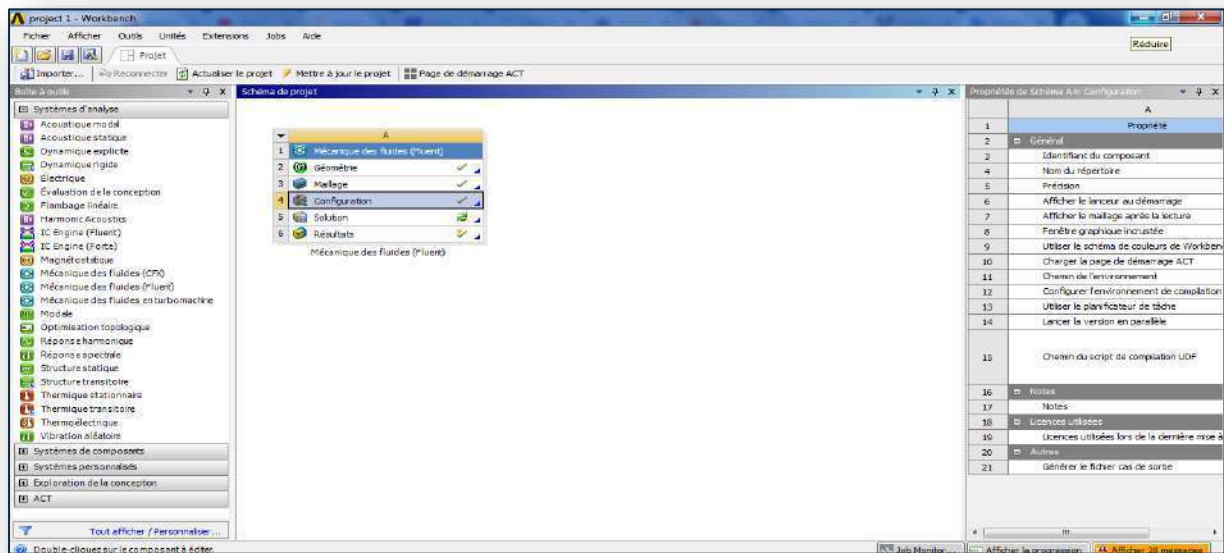 project 1 - Workbench
Fichier Afficher Outils Unités Extensions Jobs Aide
Réduire
Projet
Importer... Reconnecter Actualiser le projet Mettre à jour le projet Page de démarrage ACT
Boîte à outils
Systèmes d'analyse
Acoustique modal
Acoustique statique
Dynamique explicite
Dynamique rigide
Électrique
Évaluation de la conception
Flambage linéaire
Harmonic Acoustics
IC Engine (Fluent)
IC Engine (Forte)
Magnétostatique
Mécanique des fluides (CFX)
Mécanique des fluides (Fluent)
Mécanique des fluides en turbomachine
Modale
Optimisation topologique
Réponse harmonique
Réponse spectrale
Structure statique
Structure transitoire
Thermique stationnaire
Thermique transitoire
Thermoélectrique
Vibration aléatoire
Systèmes de composants
Systèmes personnalisés
Exploration de la conception
ACT
Tout afficher / Personnaliser...
Schéma de projet
A
1 Mécanique des fluides (Fluent)
2 Géométrie
3 Maillage
4 Configuration
5 Solution
6 Résultats
Mécanique des fluides (Fluent)
Propriétés de Schéma A4: Configuration
A
1 Propriété
2 Général
3 Identifiant du composant
4 Nom du répertoire
5 Précision
6 Afficher le lanceur au démarrage
7 Afficher le maillage après la lecture
8 Fenêtre graphique incrustée
9 Utiliser le schéma de couleurs de Workben
10 Charger la page de démarrage ACT
11 Chemin de l'environnement
12 Configurer l'environnement de compilation
13 Utiliser le planificateur de tâche
14 Lancer la version en parallèle
15 Chemin du script de compilation UDF
16 Notes
17 Notes
18 Licences utilisées
19 Licences utilisées lors de la dernière mise à
20 Autres
21 Générer le fichier cas de sortie
Double-cliquez sur le composant à éditer.
Job Monitor... Afficher la progression Afficher 28 messages